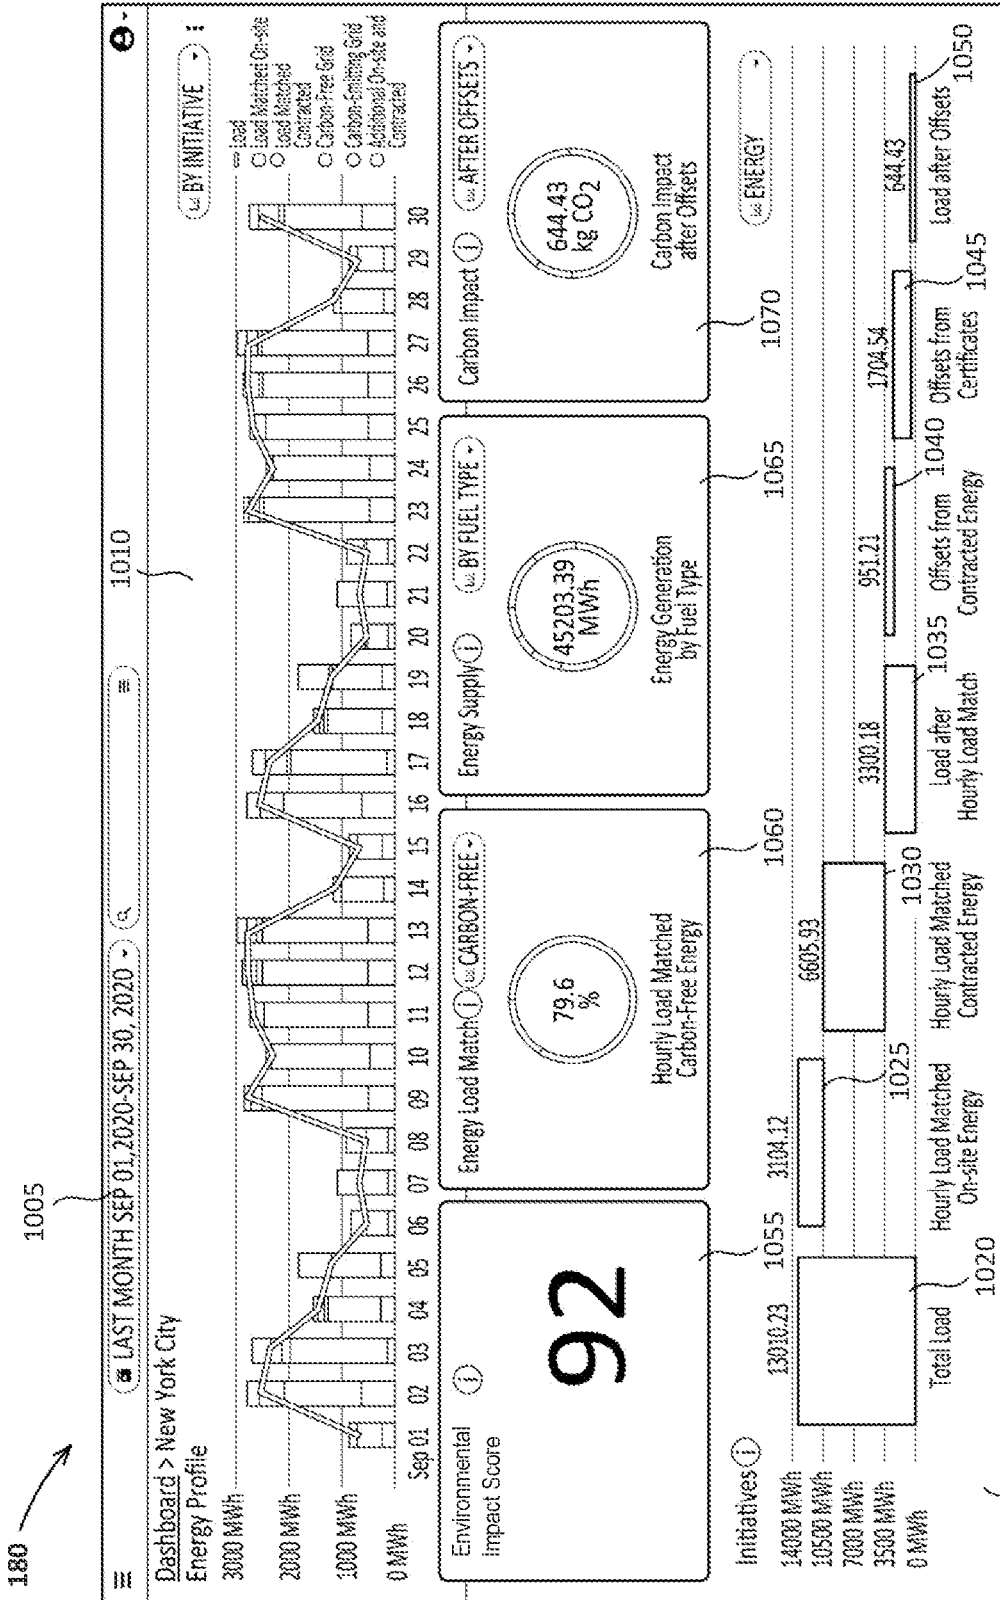 180
1005
LAST MONTH SEP 01,2020-SEP 30, 2020
1010
Dashboard > New York City
Energy Profile
BY INITIATIVE
3000 MWh
2000 MWh
1000 MWh
0 MWh
Load
Load Matched On-site
Load Matched
Contracted
Carbon-Free Grid
Carbon-Emitting Grid
Additional On-site and
Contracted
Sep 01 02 03 04 05 06 07 08 09 10 11 12 13 14 15 16 17 18 19 20 21 22 23 24 25 26 27 28 29 30
Environmental
Impact Score
92
1055
Energy Load Match CARBON-FREE
79.6
%
Hourly Load Matched
Carbon-Free Energy
1060
Energy Supply BY FUEL TYPE
45203.39
MWh
Energy Generation
by Fuel Type
1065
Carbon Impact AFTER OFFSETS
644.43
kg CO2
Carbon Impact
after Offsets
1070
Initiatives
ENERGY
14000 MWh
10500 MWh
7000 MWh
3500 MWh
0 MWh
13010.23
Total Load
1020
3104.12
Hourly Load Matched
On-site Energy
1025
6605.93
Hourly Load Matched
Contracted Energy
1030
3300.18
Load after
Hourly Load Match
1035
951.21
Offsets from
Contracted Energy
1040
1704.54
Offsets from
Certificates
1045
644.43
Load after Offsets
1050